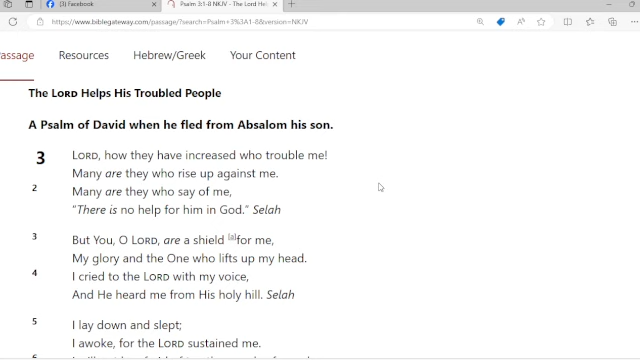 (3) Facebook
Psalm 3:1-8 NKJV - The Lord Hel
https://www.biblegateway.com/passage/?search=Psalm+3%3A1-8&version=NKJV
assage Resources Hebrew/Greek Your Content
The LORD Helps His Troubled People
A Psalm of David when he fled from Absalom his son.
3 LORD, how they have increased who trouble me!
Many are they who rise up against me.
2 Many are they who say of me,
“There is no help for him in God.” Selah
3 But You, O LORD, are a shield [a]for me,
My glory and the One who lifts up my head.
4 I cried to the LORD with my voice,
And He heard me from His holy hill. Selah
5 I lay down and slept;
I awoke, for the LORD sustained me.